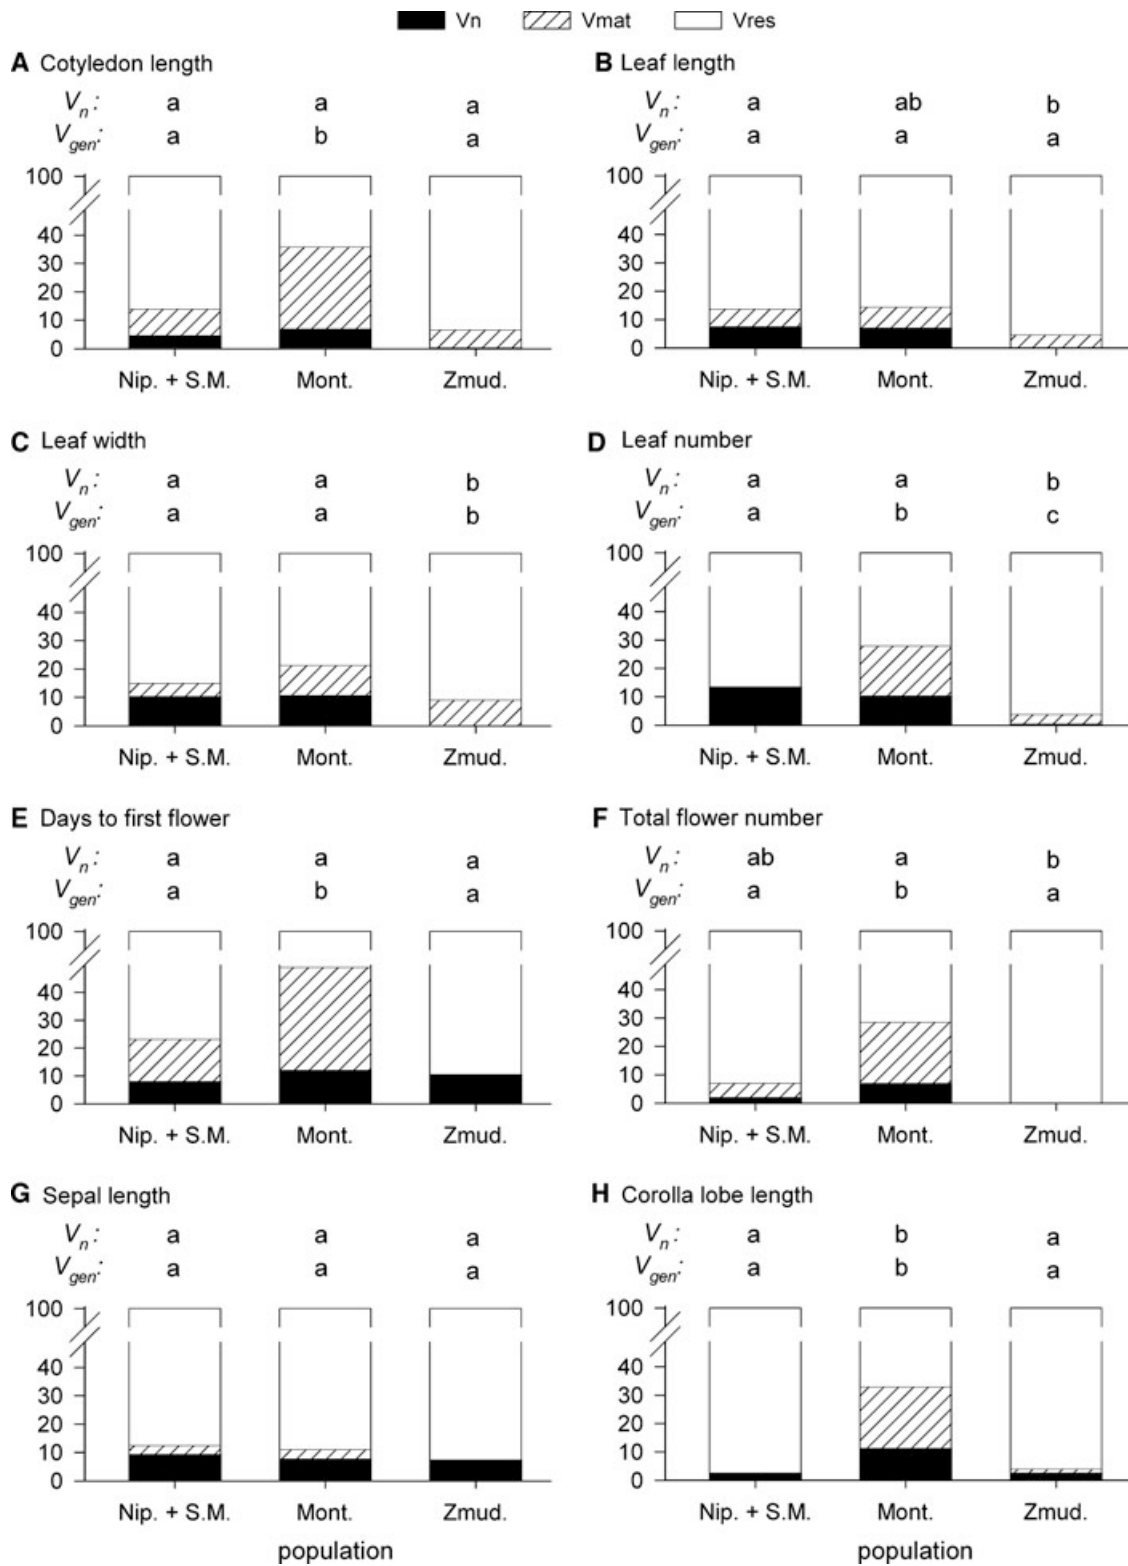 Vn Vmat Vres
A Cotyledon length
Vn: a a a
Vgen: a b a
100
40
30
20
10
0
Nip. + S.M. Mont. Zmud.
B Leaf length
Vn: a ab b
Vgen: a a a
100
40
30
20
10
0
Nip. + S.M. Mont. Zmud.
C Leaf width
Vn: a a b
Vgen: a a b
100
40
30
20
10
0
Nip. + S.M. Mont. Zmud.
D Leaf number
Vn: a a b
Vgen: a b c
100
40
30
20
10
0
Nip. + S.M. Mont. Zmud.
E Days to first flower
Vn: a a a
Vgen: a b a
100
40
30
20
10
0
Nip. + S.M. Mont. Zmud.
F Total flower number
Vn: ab a b
Vgen: a b a
100
40
30
20
10
0
Nip. + S.M. Mont. Zmud.
G Sepal length
Vn: a a a
Vgen: a a a
100
40
30
20
10
0
Nip. + S.M. Mont. Zmud.
population
H Corolla lobe length
Vn: a b a
Vgen: a b a
100
40
30
20
10
0
Nip. + S.M. Mont. Zmud.
population